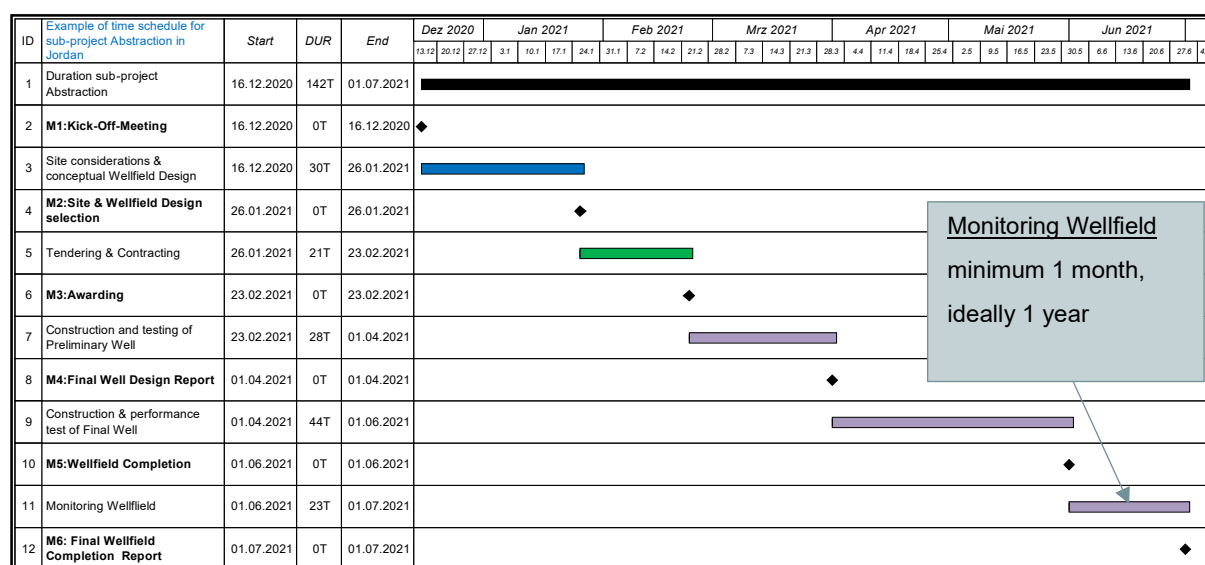 ID
Example of time schedule for
sub-project Abstraction in
Jordan
Start
DUR
End
Dez 2020 Jan 2021 Feb 2021 Mrz 2021 Apr 2021 Mai 2021 Jun 2021
13.12 20.12 27.12 3.1 10.1 17.1 24.1 31.1 7.2 14.2 21.2 28.2 7.3 14.3 21.3 28.3 4.4 11.4 18.4 25.4 2.5 9.5 16.5 23.5 30.5 6.6 13.6 20.6 27.6
1 Duration sub-project
Abstraction
16.12.2020 142T 01.07.2021
2 M1:Kick-Off-Meeting 16.12.2020 0T 16.12.2020
3 Site considerations &
conceptual Wellfield Design
16.12.2020 30T 26.01.2021
4 M2:Site & Wellfield Design
selection
26.01.2021 0T 26.01.2021
5 Tendering & Contracting 26.01.2021 21T 23.02.2021
6 M3:Awarding 23.02.2021 0T 23.02.2021
7 Construction and testing of
Preliminary Well
23.02.2021 28T 01.04.2021
8 M4:Final Well Design Report 01.04.2021 0T 01.04.2021
9 Construction & performance
test of Final Well
01.04.2021 44T 01.06.2021
10 M5:Wellfield Completion 01.06.2021 0T 01.06.2021
11 Monitoring Wellflield 01.06.2021 23T 01.07.2021
12 M6: Final Wellfield
Completion Report
01.07.2021 0T 01.07.2021
Monitoring Wellfield
minimum 1 month,
ideally 1 year